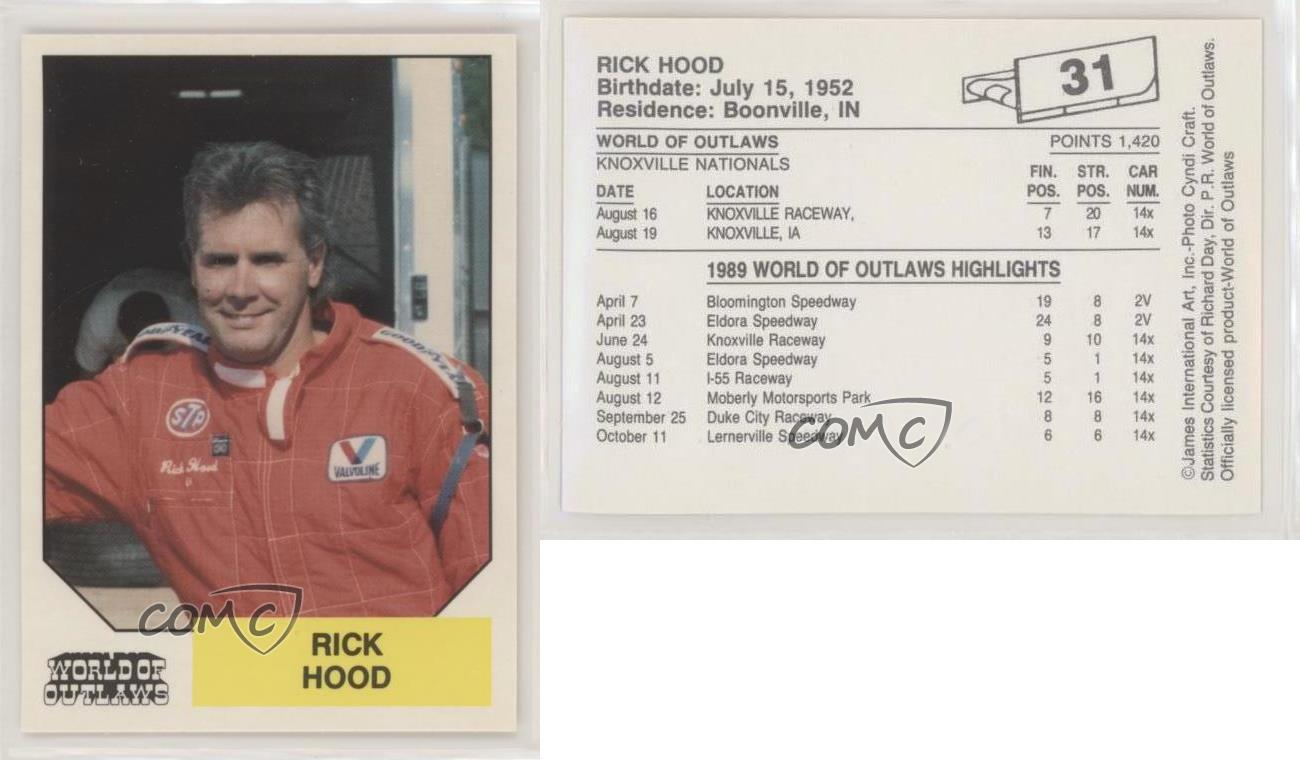 GOODYEAR
GOODYEAR
STP
Rick Hood
VALVOLINE
COMC
RICK
HOOD
WORLD OF
OUTLAWS
RICK HOOD
Birthdate: July 15, 1952
Residence: Boonville, IN
31
WORLD OF OUTLAWS POINTS 1,420
KNOXVILLE NATIONALS
FIN. STR. CAR
DATE LOCATION POS. POS. NUM.
August 16 KNOXVILLE RACEWAY, 7 20 14x
August 19 KNOXVILLE, IA 13 17 14x
1989 WORLD OF OUTLAWS HIGHLIGHTS
April 7 Bloomington Speedway 19 8 2V
April 23 Eldora Speedway 24 8 2V
June 24 Knoxville Raceway 9 10 14x
August 5 Eldora Speedway 5 1 14x
August 11 I-55 Raceway 5 1 14x
August 12 Moberly Motorsports Park 12 16 14x
September 25 Duke City Raceway 8 8 14x
October 11 Lernerville Speedway 6 6 14x
COMC
©James International Art, Inc.-Photo Cyndi Craft.
Statistics Courtesy of Richard Day, Dir. P.R. World of Outlaws.
Officially licensed product-World of Outlaws